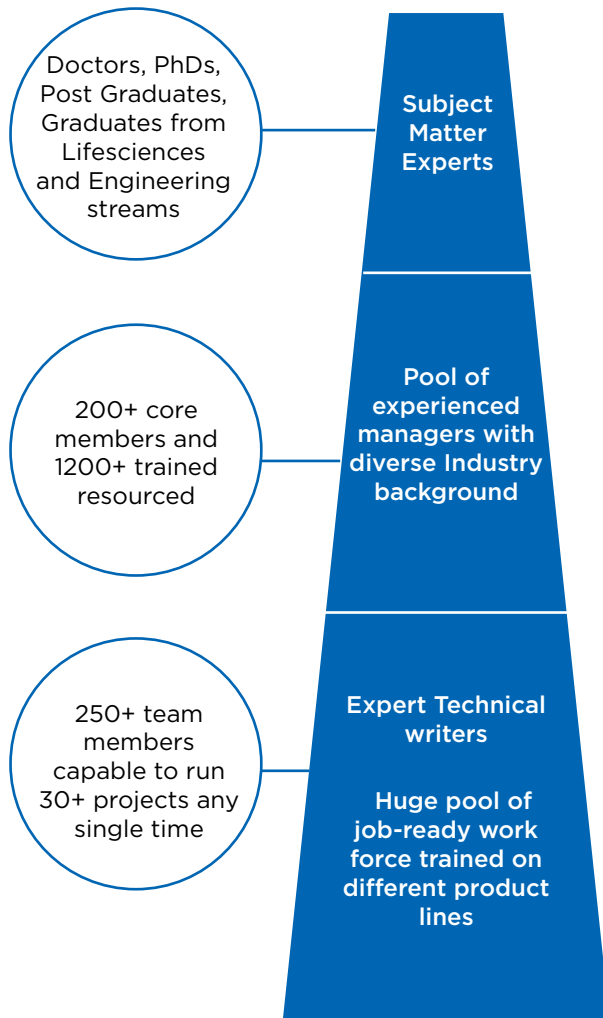 Doctors, PhDs,
Post Graduates,
Graduates from
Lifesciences
and Engineering
streams
Subject
Matter
Experts
200+ core
members and
1200+ trained
resourced
Pool of
experienced
managers with
diverse Industry
background
250+ team
members
capable to run
30+ projects any
single time
Expert Technical
writers
Huge pool of
job-ready work
force trained on
different product
lines